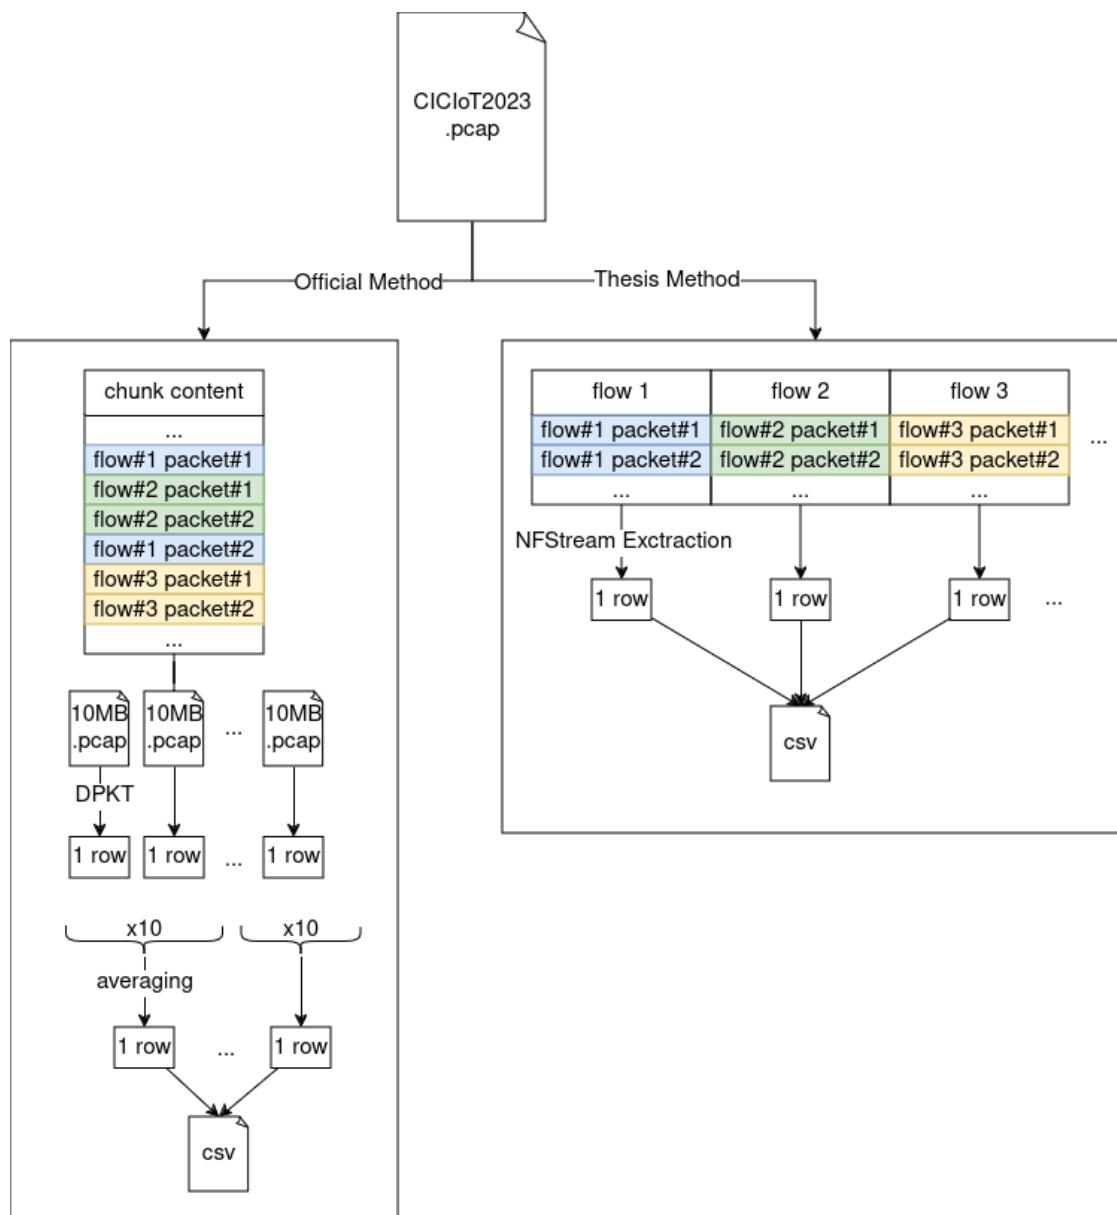 CICIoT2023
.pcap
Official Method
Thesis Method
chunk content
...
flow#1 packet#1
flow#2 packet#1
flow#2 packet#2
flow#1 packet#2
flow#3 packet#1
flow#3 packet#2
...
10MB
.pcap
10MB
.pcap
...
10MB
.pcap
DPKT
1 row
1 row
...
1 row
x10
x10
averaging
1 row
...
1 row
csv
flow 1
flow 2
flow 3
flow#1 packet#1
flow#2 packet#1
flow#3 packet#1
...
flow#1 packet#2
flow#2 packet#2
flow#3 packet#2
...
...
...
NFStream Exctraction
1 row
1 row
1 row
...
csv